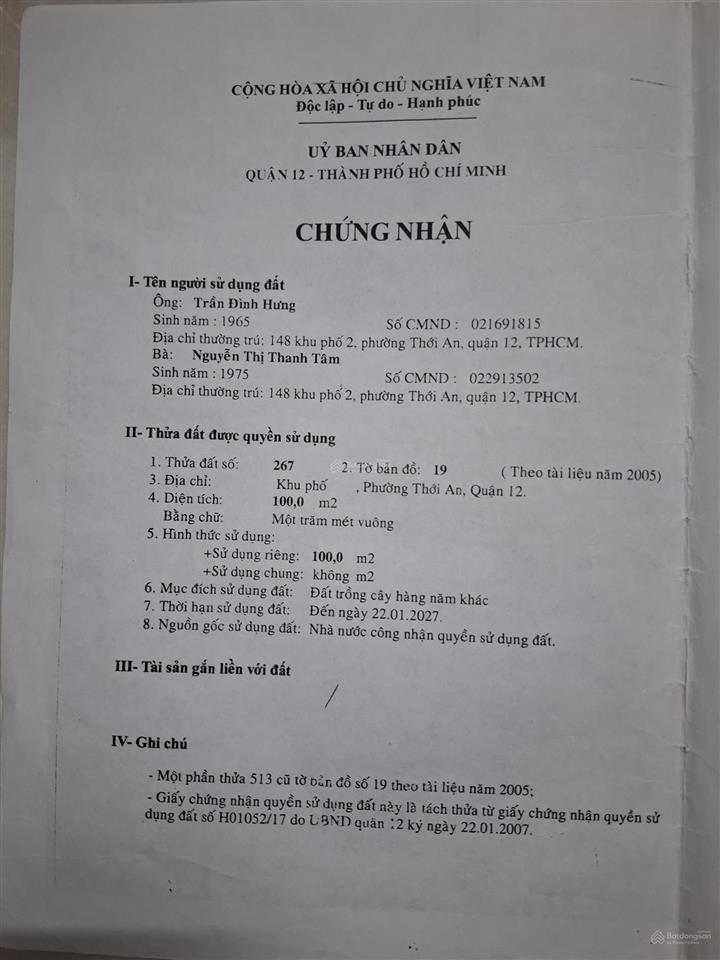 CỘNG HÒA XÃ HỘI CHỦ NGHĨA VIỆT NAM
Độc lập - Tự do - Hạnh phúc
UỶ BAN NHÂN DÂN
QUẬN 12 - THÀNH PHỐ HỒ CHÍ MINH
CHỨNG NHẬN
I- Tên người sử dụng đất
Ông: Trần Đình Hưng
Sinh năm : 1965 Số CMND : 021691815
Địa chỉ thường trú: 148 khu phố 2, phường Thới An, quận 12, TPHCM.
Bà: Nguyễn Thị Thanh Tâm
Sinh năm : 1975 Số CMND : 022913502
Địa chỉ thường trú: 148 khu phố 2, phường Thới An, quận 12, TPHCM.
II- Thửa đất được quyền sử dụng
1. Thửa đất số: 267 2. Tờ bản đồ: 19 ( Theo tài liệu năm 2005)
3. Địa chỉ: Khu phố , Phường Thới An, Quận 12.
4. Diện tích: 100,0 m2
Bằng chữ: Một trăm mét vuông
5. Hình thức sử dụng:
+Sử dụng riêng: 100,0 m2
+Sử dụng chung: không m2
6. Mục đích sử dụng đất: Đất trồng cây hàng năm khác
7. Thời hạn sử dụng đất: Đến ngày 22.01.2027.
8. Nguồn gốc sử dụng đất: Nhà nước công nhận quyền sử dụng đất.
III- Tài sản gắn liền với đất
/
IV- Ghi chú
- Một phần thửa 513 cũ tờ bản đồ số 19 theo tài liệu năm 2005;
- Giấy chứng nhận quyền sử dụng đất này là tách thửa từ giấy chứng nhận quyền sử
dụng đất số H01052/17 do UBND quận 12 ký ngày 22.01.2007.
Batdongsan